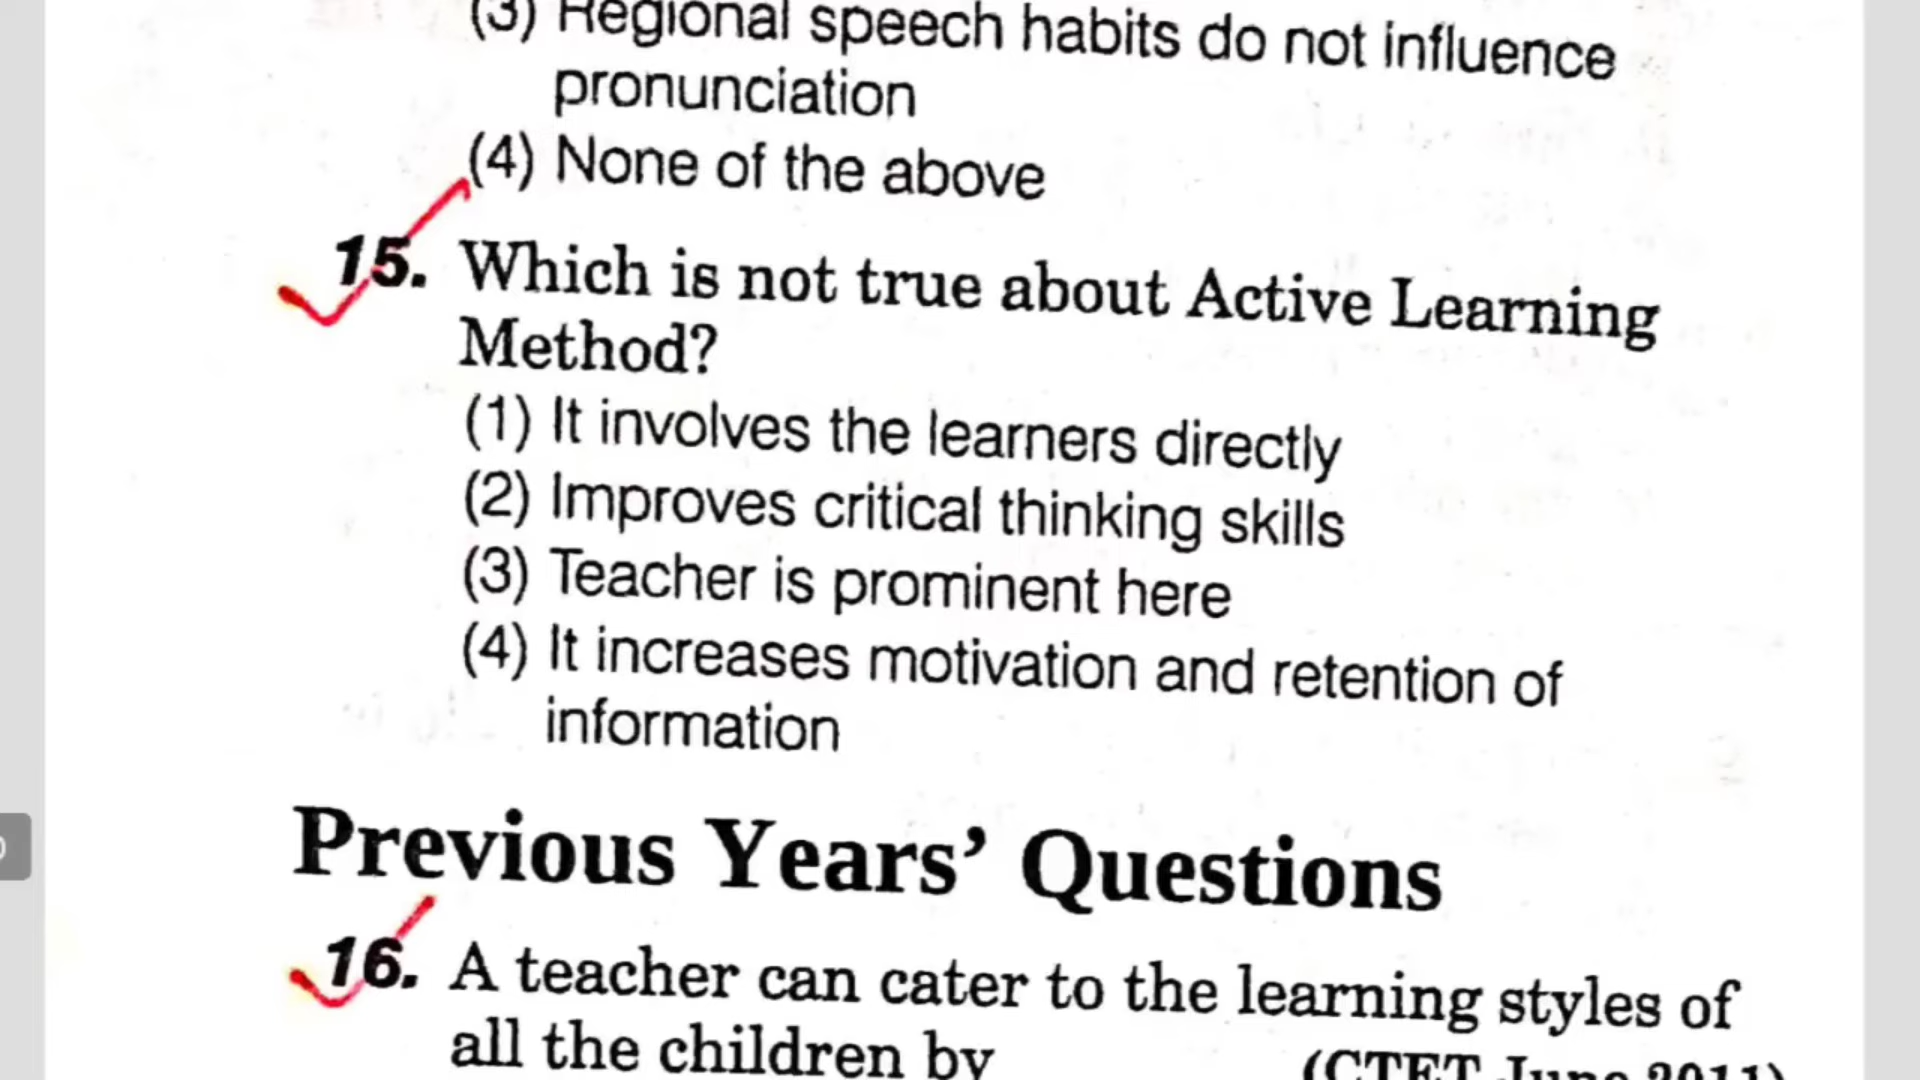 (3) Regional speech habits do not influence
pronunciation
(4) None of the above
15. Which is not true about Active Learning
Method?
(1) It involves the learners directly
(2) Improves critical thinking skills
(3) Teacher is prominent here
(4) It increases motivation and retention of
information
Previous Years’ Questions
16. A teacher can cater to the learning styles of
all the children by
(CTET June 2011)